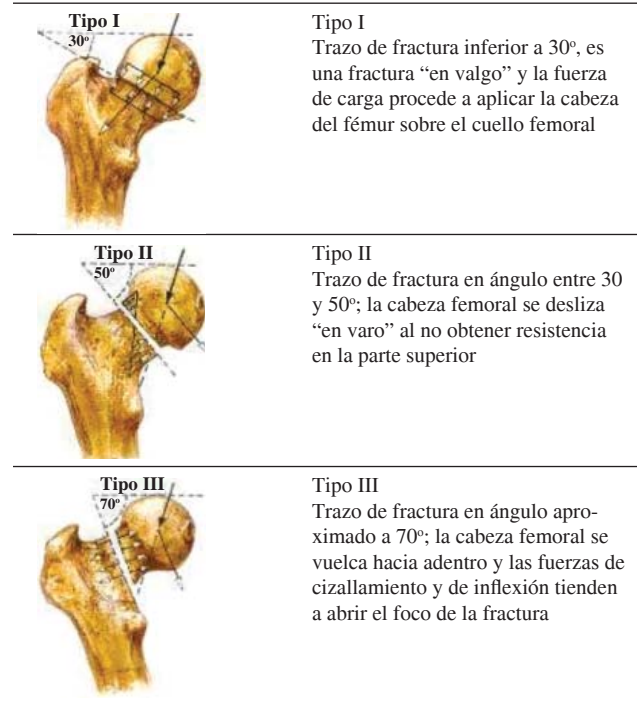 Tipo I
30º
Tipo I
Trazo de fractura inferior a 30º, es
una fractura “en valgo” y la fuerza
de carga procede a aplicar la cabeza
del fémur sobre el cuello femoral
Tipo II
50º
Tipo II
Trazo de fractura en ángulo entre 30
y 50º; la cabeza femoral se desliza
“en varo” al no obtener resistencia
en la parte superior
Tipo III
70º
Tipo III
Trazo de fractura en ángulo apro-
ximado a 70º; la cabeza femoral se
vuelca hacia adentro y las fuerzas de
cizallamiento y de inflexión tienden
a abrir el foco de la fractura